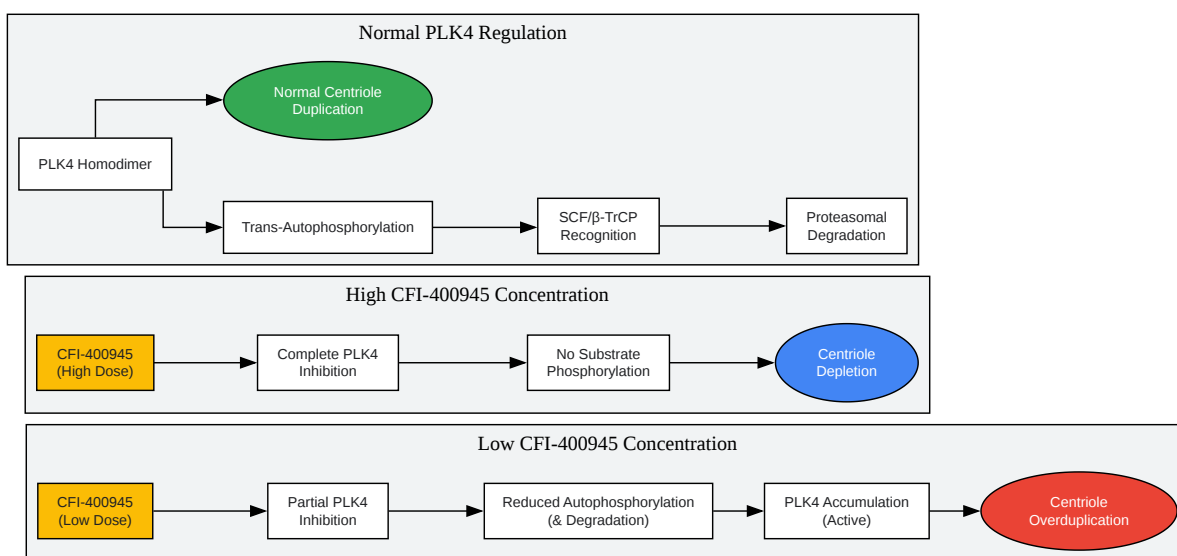 Normal PLK4 Regulation
Normal Centriole
Duplication
PLK4 Homodimer
Trans-Autophosphorylation
SCF/β-TrCP
Recognition
Proteasomal
Degradation
High CFI-400945 Concentration
CFI-400945
(High Dose)
Complete PLK4
Inhibition
No Substrate
Phosphorylation
Centriole
Depletion
Low CFI-400945 Concentration
CFI-400945
(Low Dose)
Partial PLK4
Inhibition
Reduced Autophosphorylation
(& Degradation)
PLK4 Accumulation
(Active)
Centriole
Overduplication